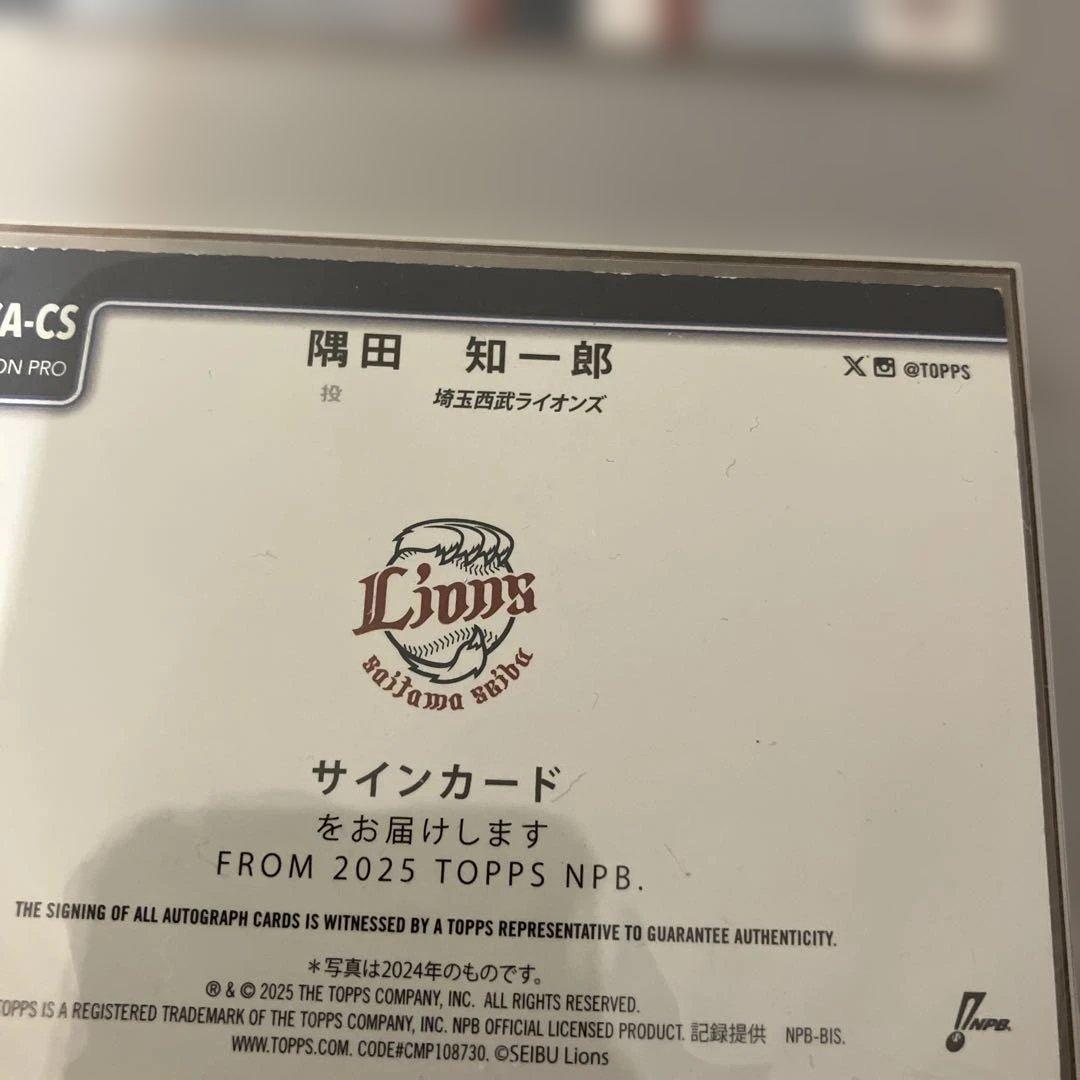 A-CS
ON PRO
隅田 知一郎
投 埼玉西武ライオンズ
@TOPPS
Lions
Saitama Seibu
サインカード
をお届けします
FROM 2025 TOPPS NPB.
THE SIGNING OF ALL AUTOGRAPH CARDS IS WITNESSED BY A TOPPS REPRESENTATIVE TO GUARANTEE AUTHENTICITY.
＊写真は2024年のものです。
® & © 2025 THE TOPPS COMPANY, INC. ALL RIGHTS RESERVED.
TOPPS IS A REGISTERED TRADEMARK OF THE TOPPS COMPANY, INC. NPB OFFICIAL LICENSED PRODUCT. 記録提供 NPB-BIS.
WWW.TOPPS.COM. CODE#CMP108730. ©SEIBU Lions
NPB.